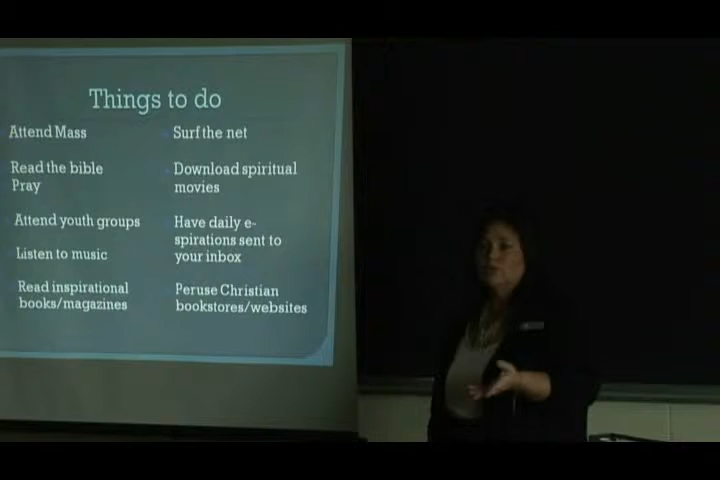 Things to do
Attend Mass
Read the bible
Pray
Attend youth groups
Listen to music
Read inspirational
books/magazines
Surf the net
Download spiritual
movies
Have daily e-
spirations sent to
your inbox
Peruse Christian
bookstores/websites